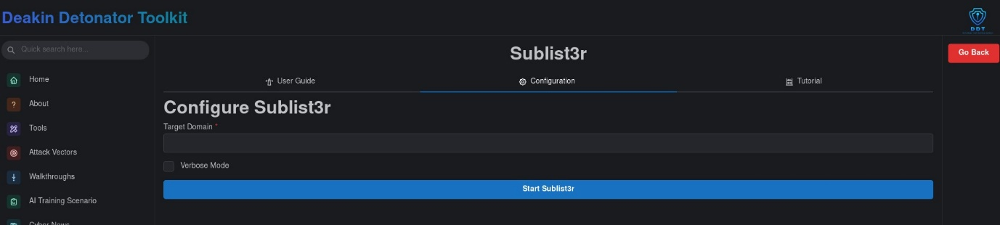 Deakin Detonator Toolkit
DDT
Quick search here...
Sublist3r
Go Back
Home
User Guide
Configuration
Tutorial
About
Configure Sublist3r
Tools
Target Domain *
Attack Vectors
Verbose Mode
Walkthroughs
Start Sublist3r
AI Training Scenario
Cyber News